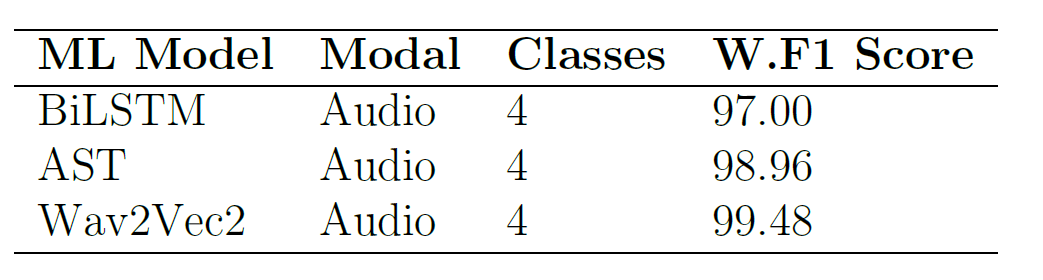 ML Model Modal Classes W.F1 Score
BiLSTM Audio 4 97.00
AST Audio 4 98.96
Wav2Vec2 Audio 4 99.48